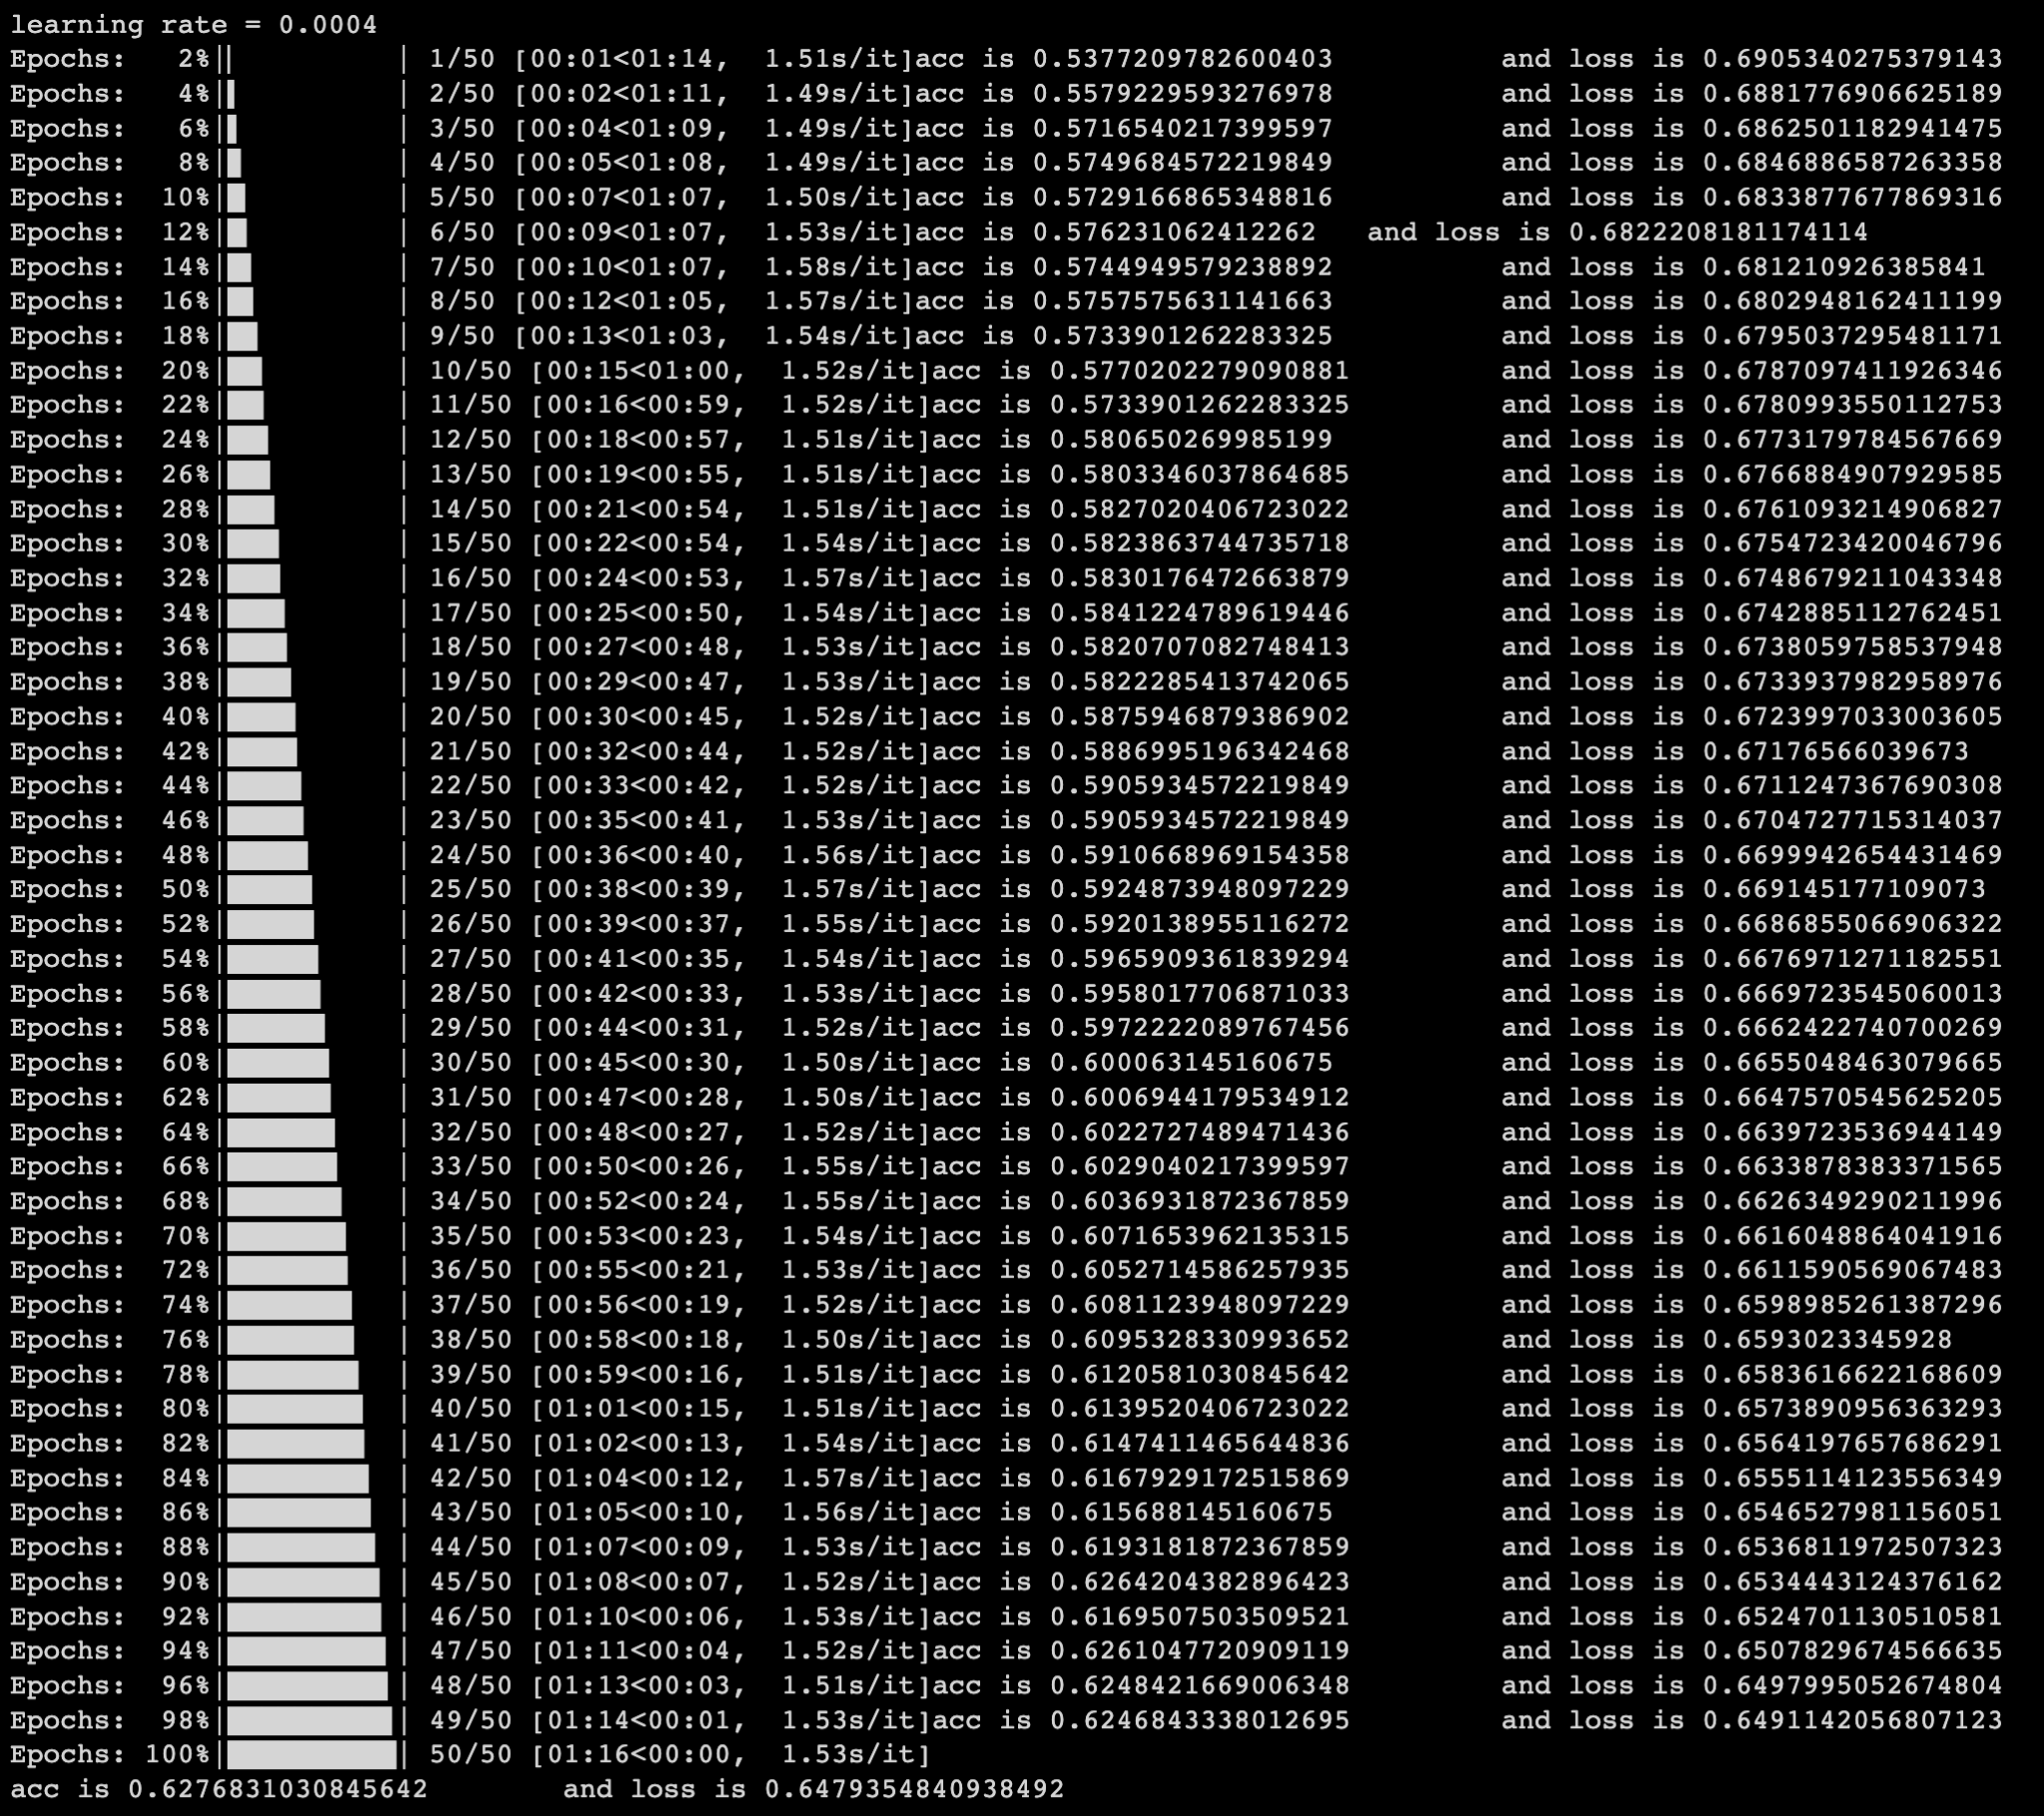 learning rate = 0.0004
Epochs:   2%||          | 1/50 [00:01<01:14,  1.51s/it]acc is 0.5377209782600403          and loss is 0.6905340275379143
Epochs:   4%|          | 2/50 [00:02<01:11,  1.49s/it]acc is 0.5579229593276978          and loss is 0.6881776906625189
Epochs:   6%|          | 3/50 [00:04<01:09,  1.49s/it]acc is 0.5716540217399597          and loss is 0.6862501182941475
Epochs:   8%|          | 4/50 [00:05<01:08,  1.49s/it]acc is 0.5749684572219849          and loss is 0.6846886587263358
Epochs:  10%|          | 5/50 [00:07<01:07,  1.50s/it]acc is 0.5729166865348816          and loss is 0.6833877677869316
Epochs:  12%|          | 6/50 [00:09<01:07,  1.53s/it]acc is 0.576231062412262   and loss is 0.6822208181174114
Epochs:  14%|          | 7/50 [00:10<01:07,  1.58s/it]acc is 0.5744949579238892          and loss is 0.681210926385841
Epochs:  16%|          | 8/50 [00:12<01:05,  1.57s/it]acc is 0.5757575631141663          and loss is 0.6802948162411199
Epochs:  18%|          | 9/50 [00:13<01:03,  1.54s/it]acc is 0.5733901262283325          and loss is 0.6795037295481171
Epochs:  20%|          | 10/50 [00:15<01:00,  1.52s/it]acc is 0.5770202279090881         and loss is 0.6787097411926346
Epochs:  22%|          | 11/50 [00:16<00:59,  1.52s/it]acc is 0.5733901262283325         and loss is 0.6780993550112753
Epochs:  24%|          | 12/50 [00:18<00:57,  1.51s/it]acc is 0.580650269985199          and loss is 0.6773179784567669
Epochs:  26%|          | 13/50 [00:19<00:55,  1.51s/it]acc is 0.5803346037864685         and loss is 0.6766884907929585
Epochs:  28%|          | 14/50 [00:21<00:54,  1.51s/it]acc is 0.5827020406723022         and loss is 0.6761093214906827
Epochs:  30%|          | 15/50 [00:22<00:54,  1.54s/it]acc is 0.5823863744735718         and loss is 0.6754723420046796
Epochs:  32%|          | 16/50 [00:24<00:53,  1.57s/it]acc is 0.5830176472663879         and loss is 0.6748679211043348
Epochs:  34%|          | 17/50 [00:25<00:50,  1.54s/it]acc is 0.5841224789619446         and loss is 0.6742885112762451
Epochs:  36%|          | 18/50 [00:27<00:48,  1.53s/it]acc is 0.5820707082748413         and loss is 0.6738059758537948
Epochs:  38%|          | 19/50 [00:29<00:47,  1.53s/it]acc is 0.5822285413742065         and loss is 0.6733937982958976
Epochs:  40%|          | 20/50 [00:30<00:45,  1.52s/it]acc is 0.5875946879386902         and loss is 0.6723997033003605
Epochs:  42%|          | 21/50 [00:32<00:44,  1.52s/it]acc is 0.5886995196342468         and loss is 0.67176566039673
Epochs:  44%|          | 22/50 [00:33<00:42,  1.52s/it]acc is 0.5905934572219849         and loss is 0.6711247367690308
Epochs:  46%|          | 23/50 [00:35<00:41,  1.53s/it]acc is 0.5905934572219849         and loss is 0.6704727715314037
Epochs:  48%|          | 24/50 [00:36<00:40,  1.56s/it]acc is 0.5910668969154358         and loss is 0.6699942654431469
Epochs:  50%|          | 25/50 [00:38<00:39,  1.57s/it]acc is 0.5924873948097229         and loss is 0.669145177109073
Epochs:  52%|          | 26/50 [00:39<00:37,  1.55s/it]acc is 0.5920138955116272         and loss is 0.6686855066906322
Epochs:  54%|          | 27/50 [00:41<00:35,  1.54s/it]acc is 0.5965909361839294         and loss is 0.6676971271182551
Epochs:  56%|          | 28/50 [00:42<00:33,  1.53s/it]acc is 0.5958017706871033         and loss is 0.6669723545060013
Epochs:  58%|          | 29/50 [00:44<00:31,  1.52s/it]acc is 0.5972222089767456         and loss is 0.6662422740700269
Epochs:  60%|          | 30/50 [00:45<00:30,  1.50s/it]acc is 0.600063145160675          and loss is 0.6655048463079665
Epochs:  62%|          | 31/50 [00:47<00:28,  1.50s/it]acc is 0.6006944179534912         and loss is 0.6647570545625205
Epochs:  64%|          | 32/50 [00:48<00:27,  1.52s/it]acc is 0.6022727489471436         and loss is 0.6639723536944149
Epochs:  66%|          | 33/50 [00:50<00:26,  1.55s/it]acc is 0.6029040217399597         and loss is 0.6633878383371565
Epochs:  68%|          | 34/50 [00:52<00:24,  1.55s/it]acc is 0.6036931872367859         and loss is 0.6626349290211996
Epochs:  70%|          | 35/50 [00:53<00:23,  1.54s/it]acc is 0.6071653962135315         and loss is 0.6616048864041916
Epochs:  72%|          | 36/50 [00:55<00:21,  1.53s/it]acc is 0.6052714586257935         and loss is 0.6611590569067483
Epochs:  74%|          | 37/50 [00:56<00:19,  1.52s/it]acc is 0.6081123948097229         and loss is 0.6598985261387296
Epochs:  76%|          | 38/50 [00:58<00:18,  1.50s/it]acc is 0.6095328330993652         and loss is 0.6593023345928
Epochs:  78%|          | 39/50 [00:59<00:16,  1.51s/it]acc is 0.6120581030845642         and loss is 0.6583616622168609
Epochs:  80%|          | 40/50 [01:01<00:15,  1.51s/it]acc is 0.6139520406723022         and loss is 0.6573890956363293
Epochs:  82%|          | 41/50 [01:02<00:13,  1.54s/it]acc is 0.6147411465644836         and loss is 0.6564197657686291
Epochs:  84%|          | 42/50 [01:04<00:12,  1.57s/it]acc is 0.6167929172515869         and loss is 0.6555114123556349
Epochs:  86%|          | 43/50 [01:05<00:10,  1.56s/it]acc is 0.615688145160675          and loss is 0.6546527981156051
Epochs:  88%|          | 44/50 [01:07<00:09,  1.53s/it]acc is 0.6193181872367859         and loss is 0.6536811972507323
Epochs:  90%|          | 45/50 [01:08<00:07,  1.52s/it]acc is 0.6264204382896423         and loss is 0.6534443124376162
Epochs:  92%|          | 46/50 [01:10<00:06,  1.53s/it]acc is 0.6169507503509521         and loss is 0.6524701130510581
Epochs:  94%|          | 47/50 [01:11<00:04,  1.52s/it]acc is 0.6261047720909119         and loss is 0.6507829674566635
Epochs:  96%|          | 48/50 [01:13<00:03,  1.51s/it]acc is 0.6248421669006348         and loss is 0.6497995052674804
Epochs:  98%|          | 49/50 [01:14<00:01,  1.53s/it]acc is 0.6246843338012695         and loss is 0.6491142056807123
Epochs: 100%|          | 50/50 [01:16<00:00,  1.53s/it]
acc is 0.6276831030845642        and loss is 0.6479354840938492